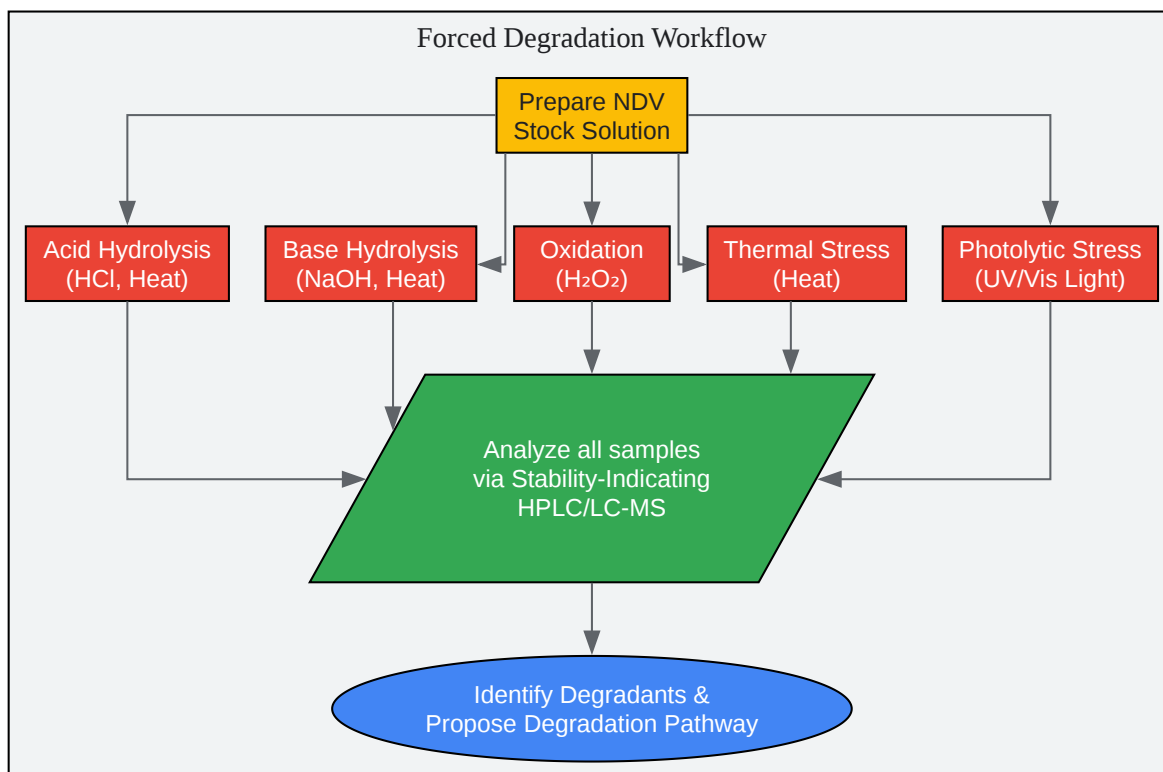 Forced Degradation Workflow
Prepare NDV
Stock Solution
Acid Hydrolysis
(HCl, Heat)
Base Hydrolysis
(NaOH, Heat)
Oxidation
(H₂O₂)
Thermal Stress
(Heat)
Photolytic Stress
(UV/Vis Light)
Analyze all samples
via Stability-Indicating
HPLC/LC-MS
Identify Degradants &
Propose Degradation Pathway